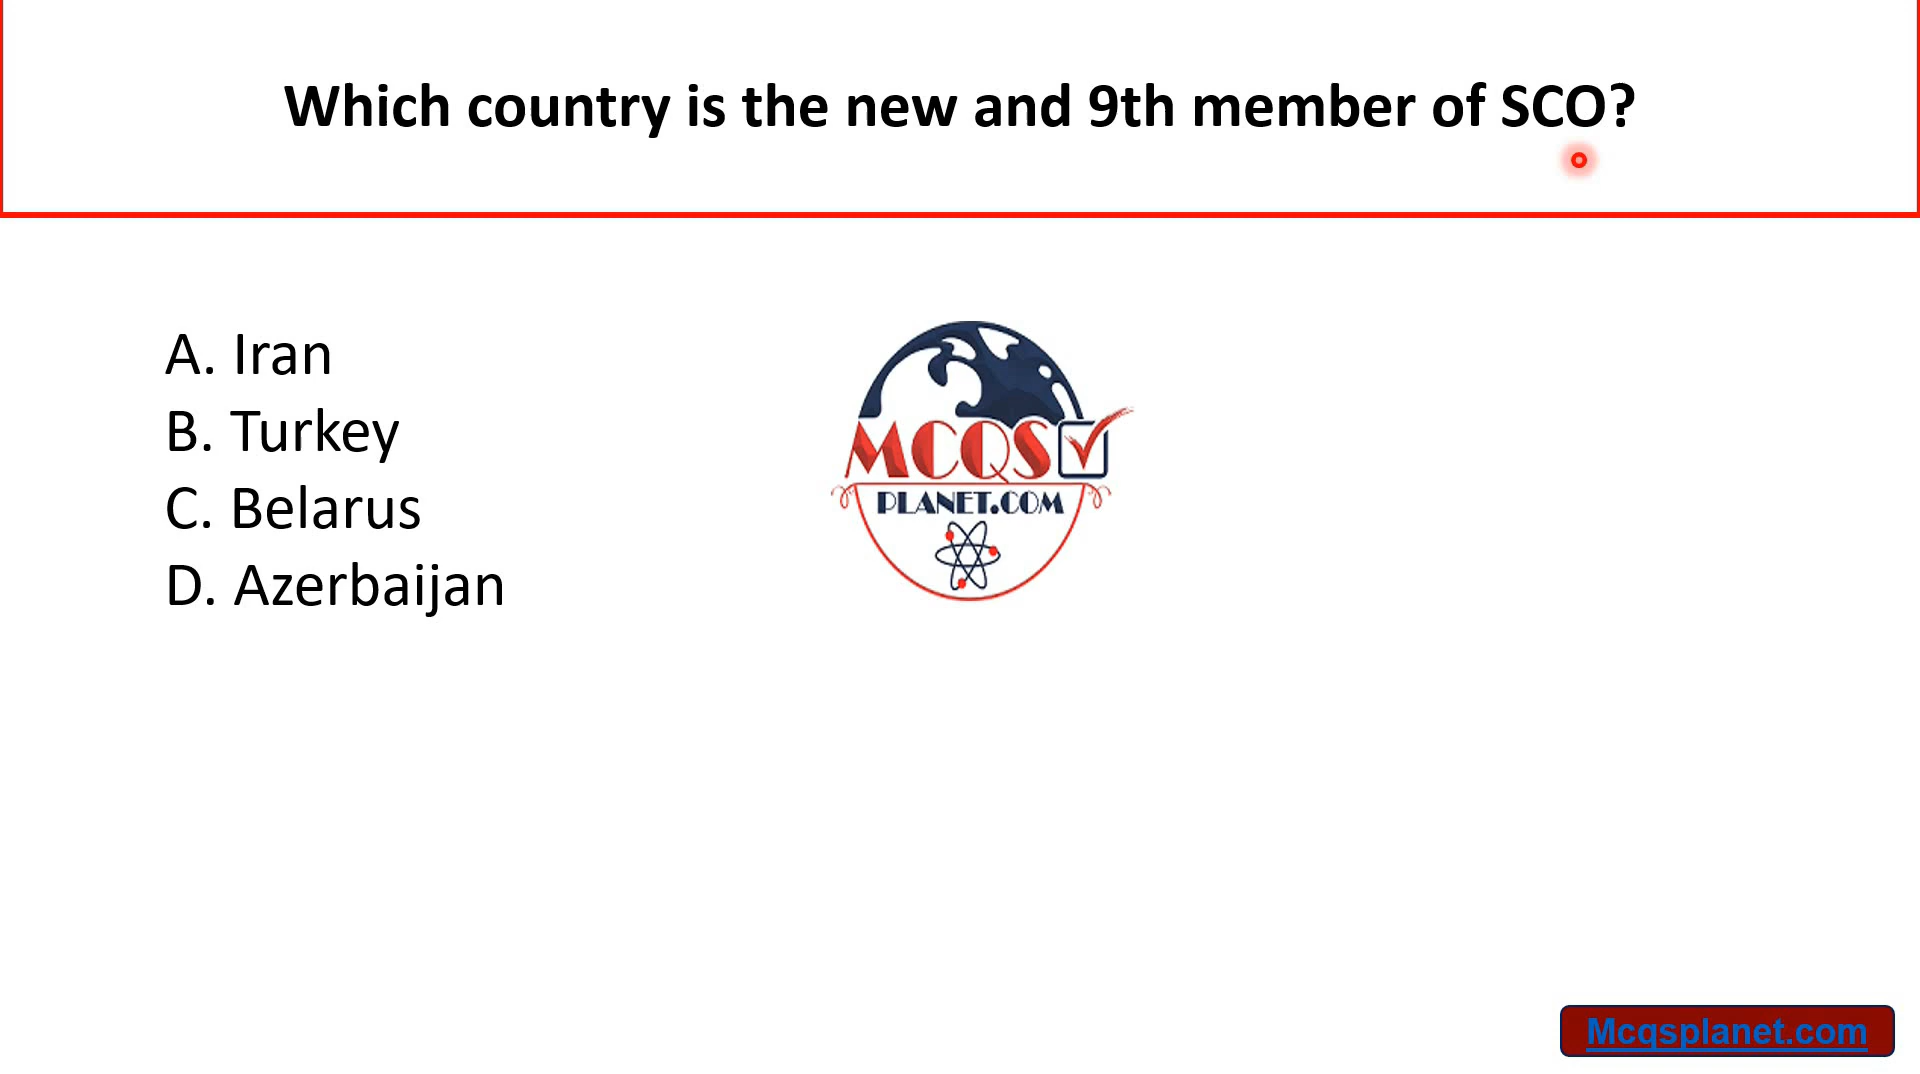 Which country is the new and 9th member of SCO?
A. Iran
B. Turkey
C. Belarus
D. Azerbaijan
MCQS
PLANET.COM
Mcqsplanet.com